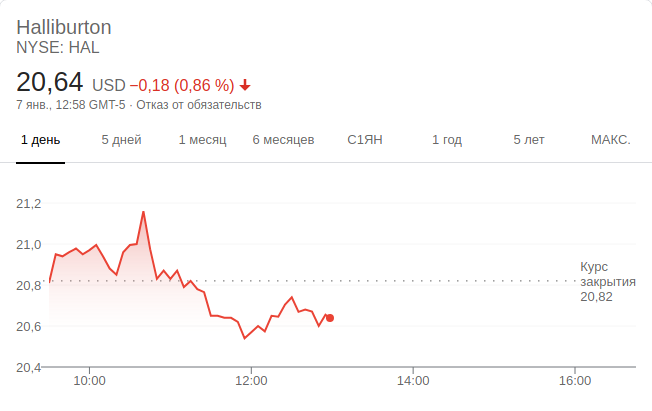 Halliburton
NYSE: HAL
20,64 USD −0,18 (0,86 %)
7 янв., 12:58 GMT-5 · Отказ от обязательств
1 день 5 дней 1 месяц 6 месяцев С1ЯН 1 год 5 лет МАКС.
21,2
21,0
20,8
20,6
20,4
Курс
закрытия
20,82
10:00 12:00 14:00 16:00